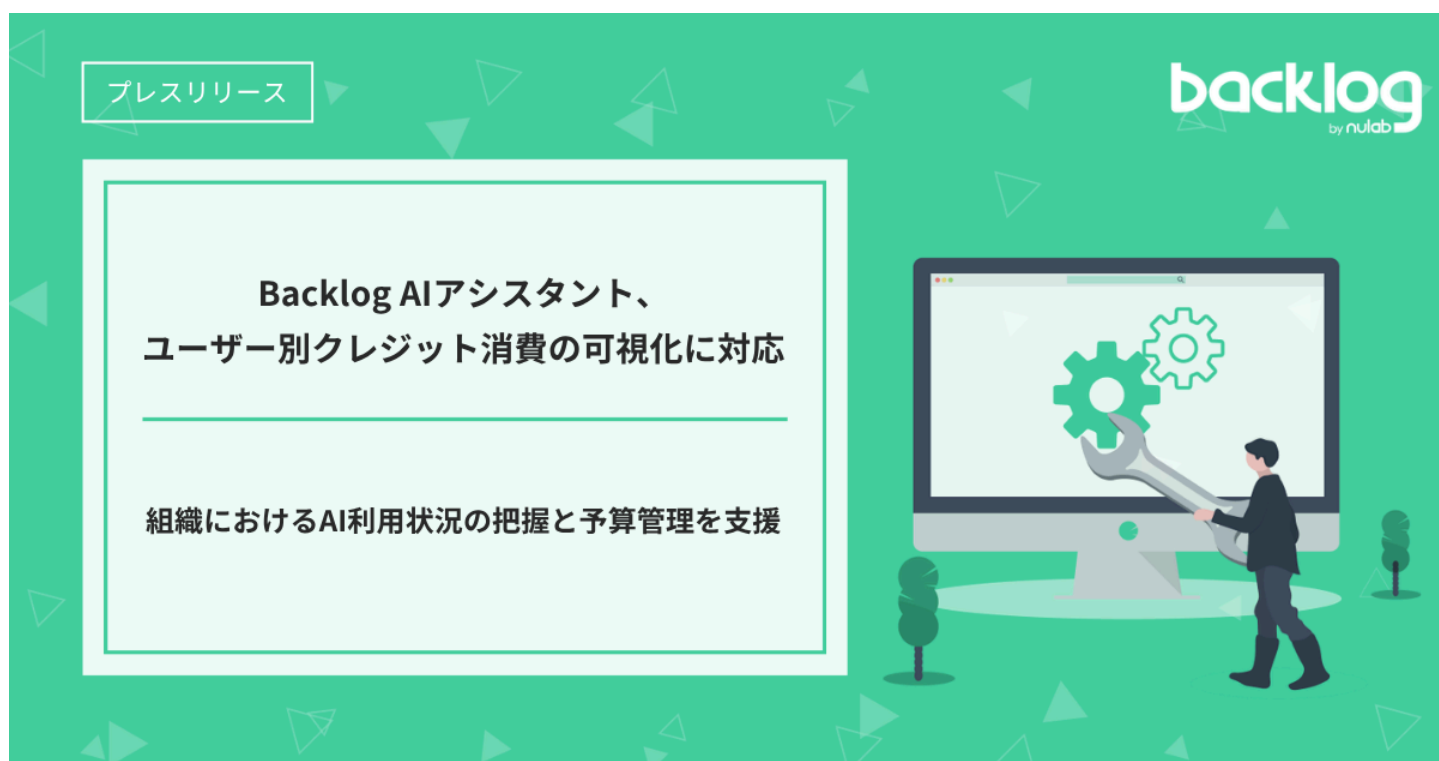 プレスリリース
backlog
by nulab
Backlog AIアシスタント、
ユーザー別クレジット消費の可視化に対応
組織におけるAI利用状況の把握と予算管理を支援